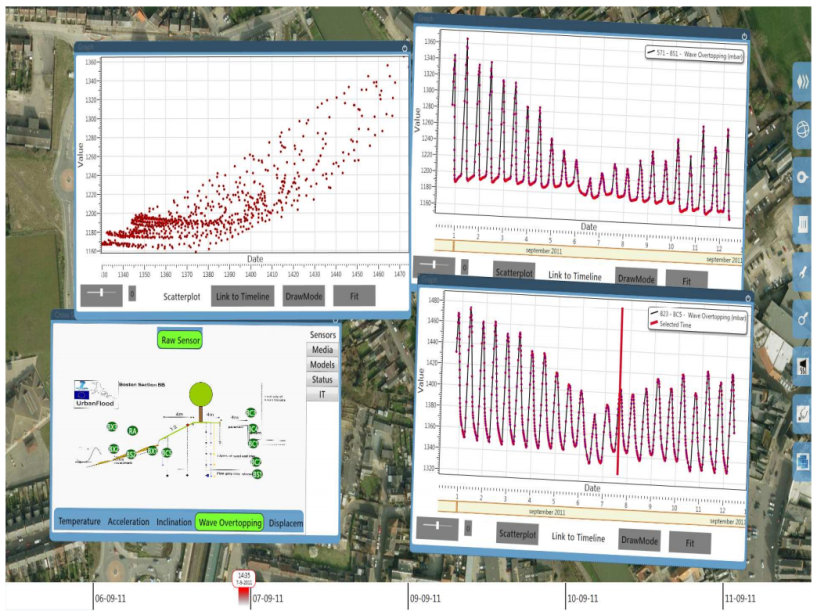 1360
1340
1320
1300
1280
1260
1240
1220
1200
1180
1160
Value
1340 1350 1360 1370 1380 1390 1400 1410 1420 1430 1440 1450 1460 1470
Date
0 Scatterplot Link to Timeline DrawMode Fit
571 - BS1 - Wave Overtopping (mbar)
1360
1340
1320
1300
1280
1260
1240
1220
1200
1180
1160
Value
Date
1 2 3 4 5 6 7 8 9 10 11 12
september 2011
september 2011
0 Scatterplot Link to Timeline DrawMode Fit
Raw Sensor
Sensors
Media
Models
Status
IT
Boston Section BB
UrbanFlood
RA
BS1
Temperature Acceleration Inclination Wave Overtopping Displacem
823 - BC5 - Wave Overtopping (mbar)
Selected Time
1480
1460
1440
1420
1400
1380
1360
1340
1320
Value
Date
1 2 3 4 5 6 7 8 9 10 11 12
september 2011
september 2011
0 Scatterplot Link to Timeline DrawMode Fit
14:35
7-9-2011
06-09-11 07-09-11 09-09-11 10-09-11 11-09-11